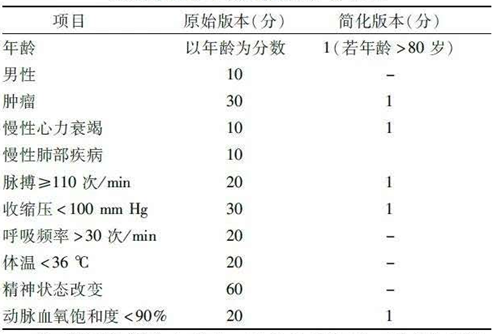 项目 原始版本(分) 简化版本(分)
年龄 以年龄为分数 1(若年龄>80 岁)
男性 10 -
肿瘤 30 1
慢性心力衰竭 10 1
慢性肺部疾病 10
脉搏≥110 次/min 20 1
收缩压<100 mm Hg 30 1
呼吸频率>30 次/min 20 -
体温<36 ℃ 20 -
精神状态改变 60 -
动脉血氧饱和度<90% 20 1